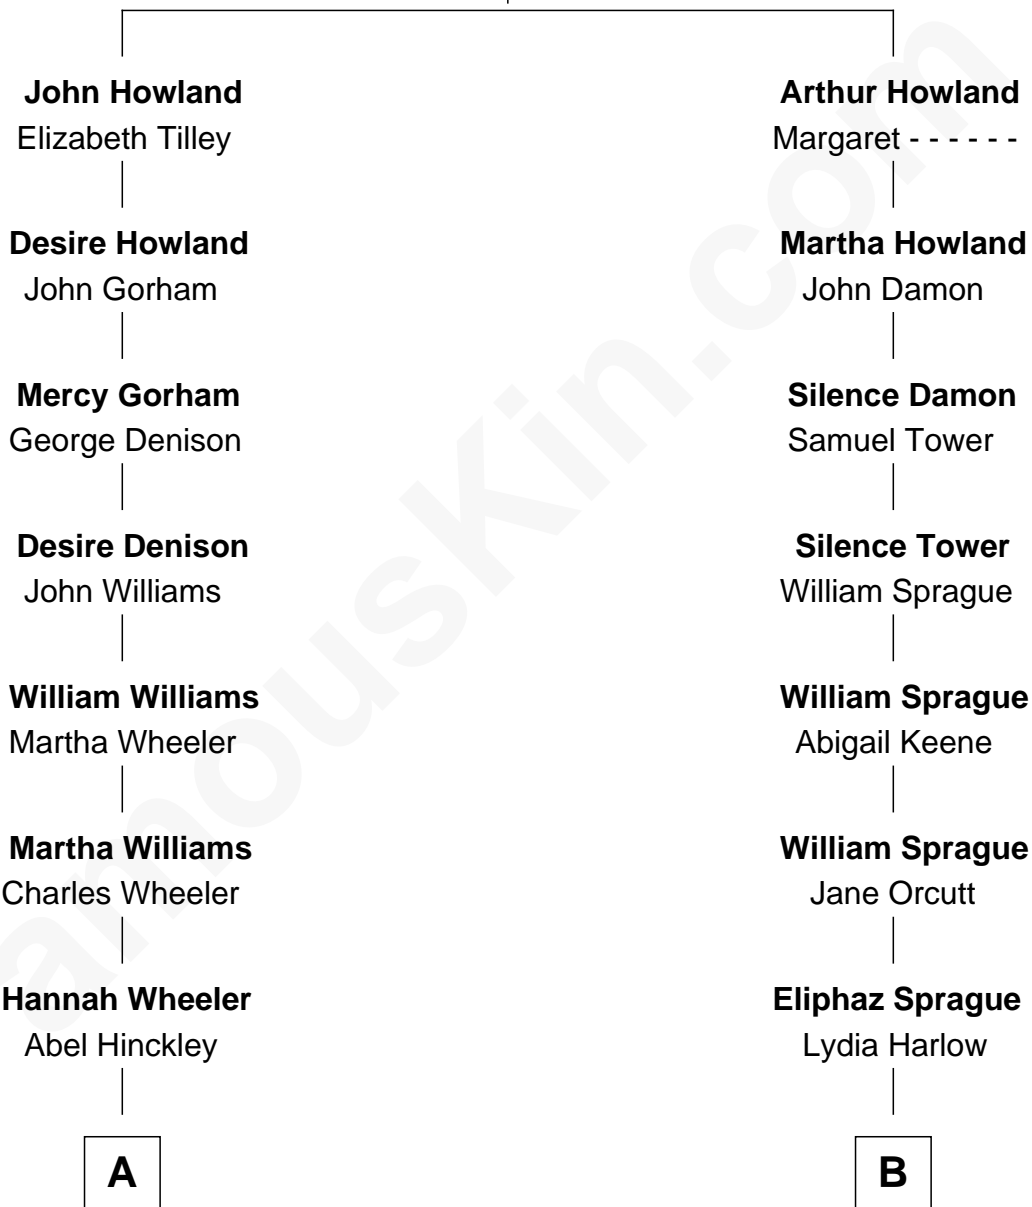 John Howland
Elizabeth Tilley
Arthur Howland
Margaret - - - - - -
Desire Howland
John Gorham
Martha Howland
John Damon
Mercy Gorham
George Denison
Silence Damon
Samuel Tower
Desire Denison
John Williams
Silence Tower
William Sprague
William Williams
Martha Wheeler
William Sprague
Abigail Keene
Martha Williams
Charles Wheeler
William Sprague
Jane Orcutt
Hannah Wheeler
Abel Hinckley
Eliphaz Sprague
Lydia Harlow
A
B
amousKin.com